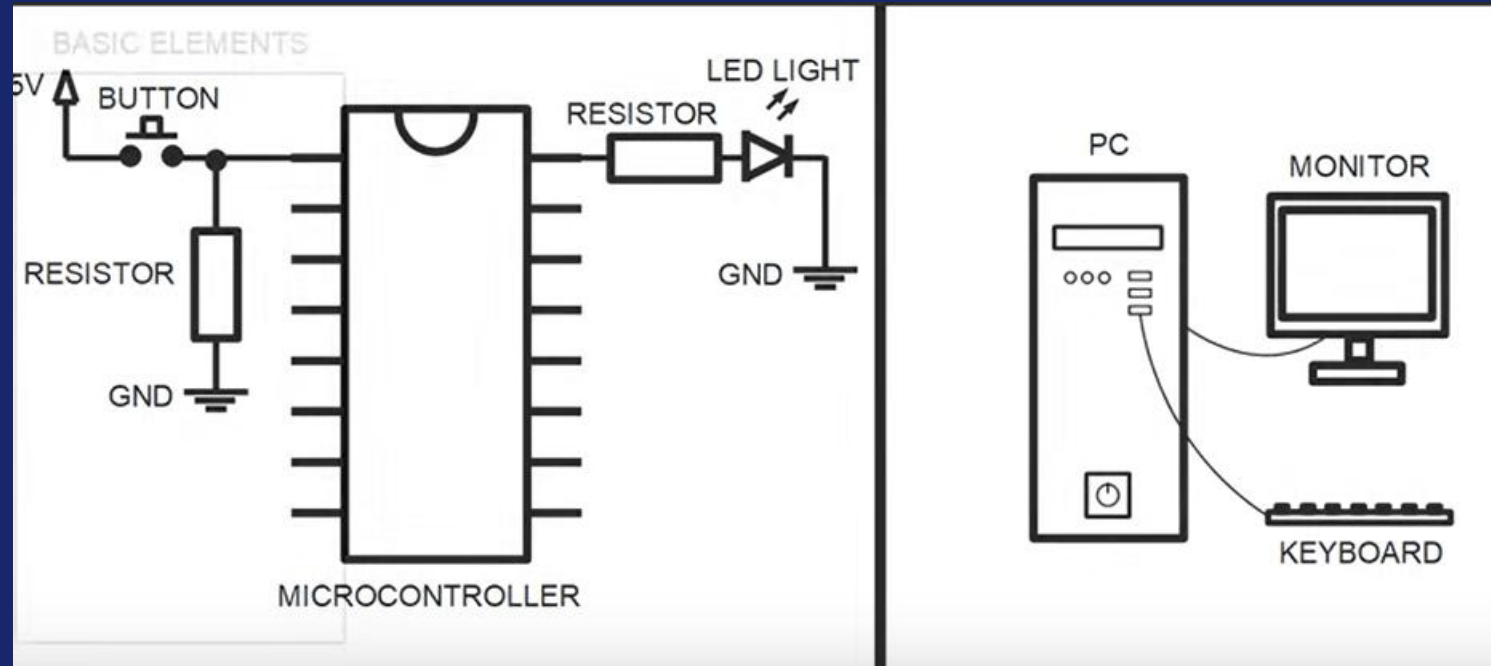 BASIC ELEMENTS
5V
BUTTON
RESISTOR
GND
MICROCONTROLLER
RESISTOR
LED LIGHT
GND
PC
MONITOR
KEYBOARD